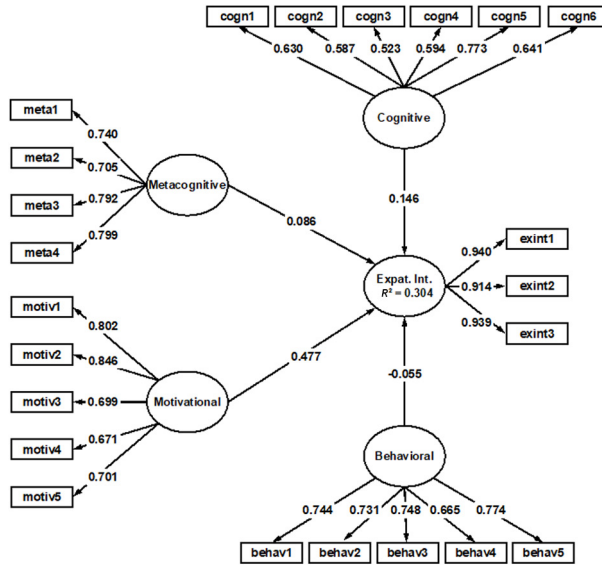 cogn1 cogn2 cogn3 cogn4 cogn5 cogn6
0.630 0.587 0.523 0.594 0.773 0.641
Cognitive
meta1
meta2
meta3
meta4
0.740
0.705
0.792
0.799
Metacognitive
0.086
0.146
Expat. Int.
R² = 0.304
0.940
0.914
0.939
exint1
exint2
exint3
motiv1
motiv2
motiv3
motiv4
motiv5
0.802
0.846
0.699
0.671
0.701
Motivational
0.477
-0.055
Behavioral
0.744 0.731 0.748 0.665 0.774
behav1 behav2 behav3 behav4 behav5